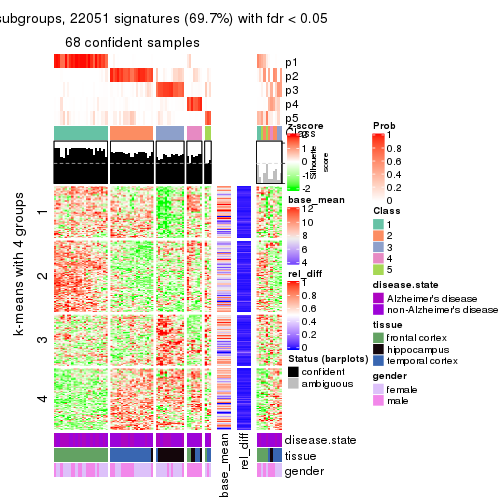 subgroups, 22051 signatures (69.7%) with fdr < 0.05
68 confident samples
p1
p2
p3
p4
p5
Class
Silhouette
score
k-means with 4 groups
1
2
3
4
base_mean
rel_diff
disease.state
tissue
gender
z-score
2
1
0
-1
-2
base_mean
12
10
8
6
4
rel_diff
1
0.8
0.6
0.4
0.2
0
Status (barplots)
confident
ambiguous
Prob
1
0.8
0.6
0.4
0.2
0
Class
1
2
3
4
5
disease.state
Alzheimer's disease
non-Alzheimer's disease
tissue
frontal cortex
hippocampus
temporal cortex
gender
female
male